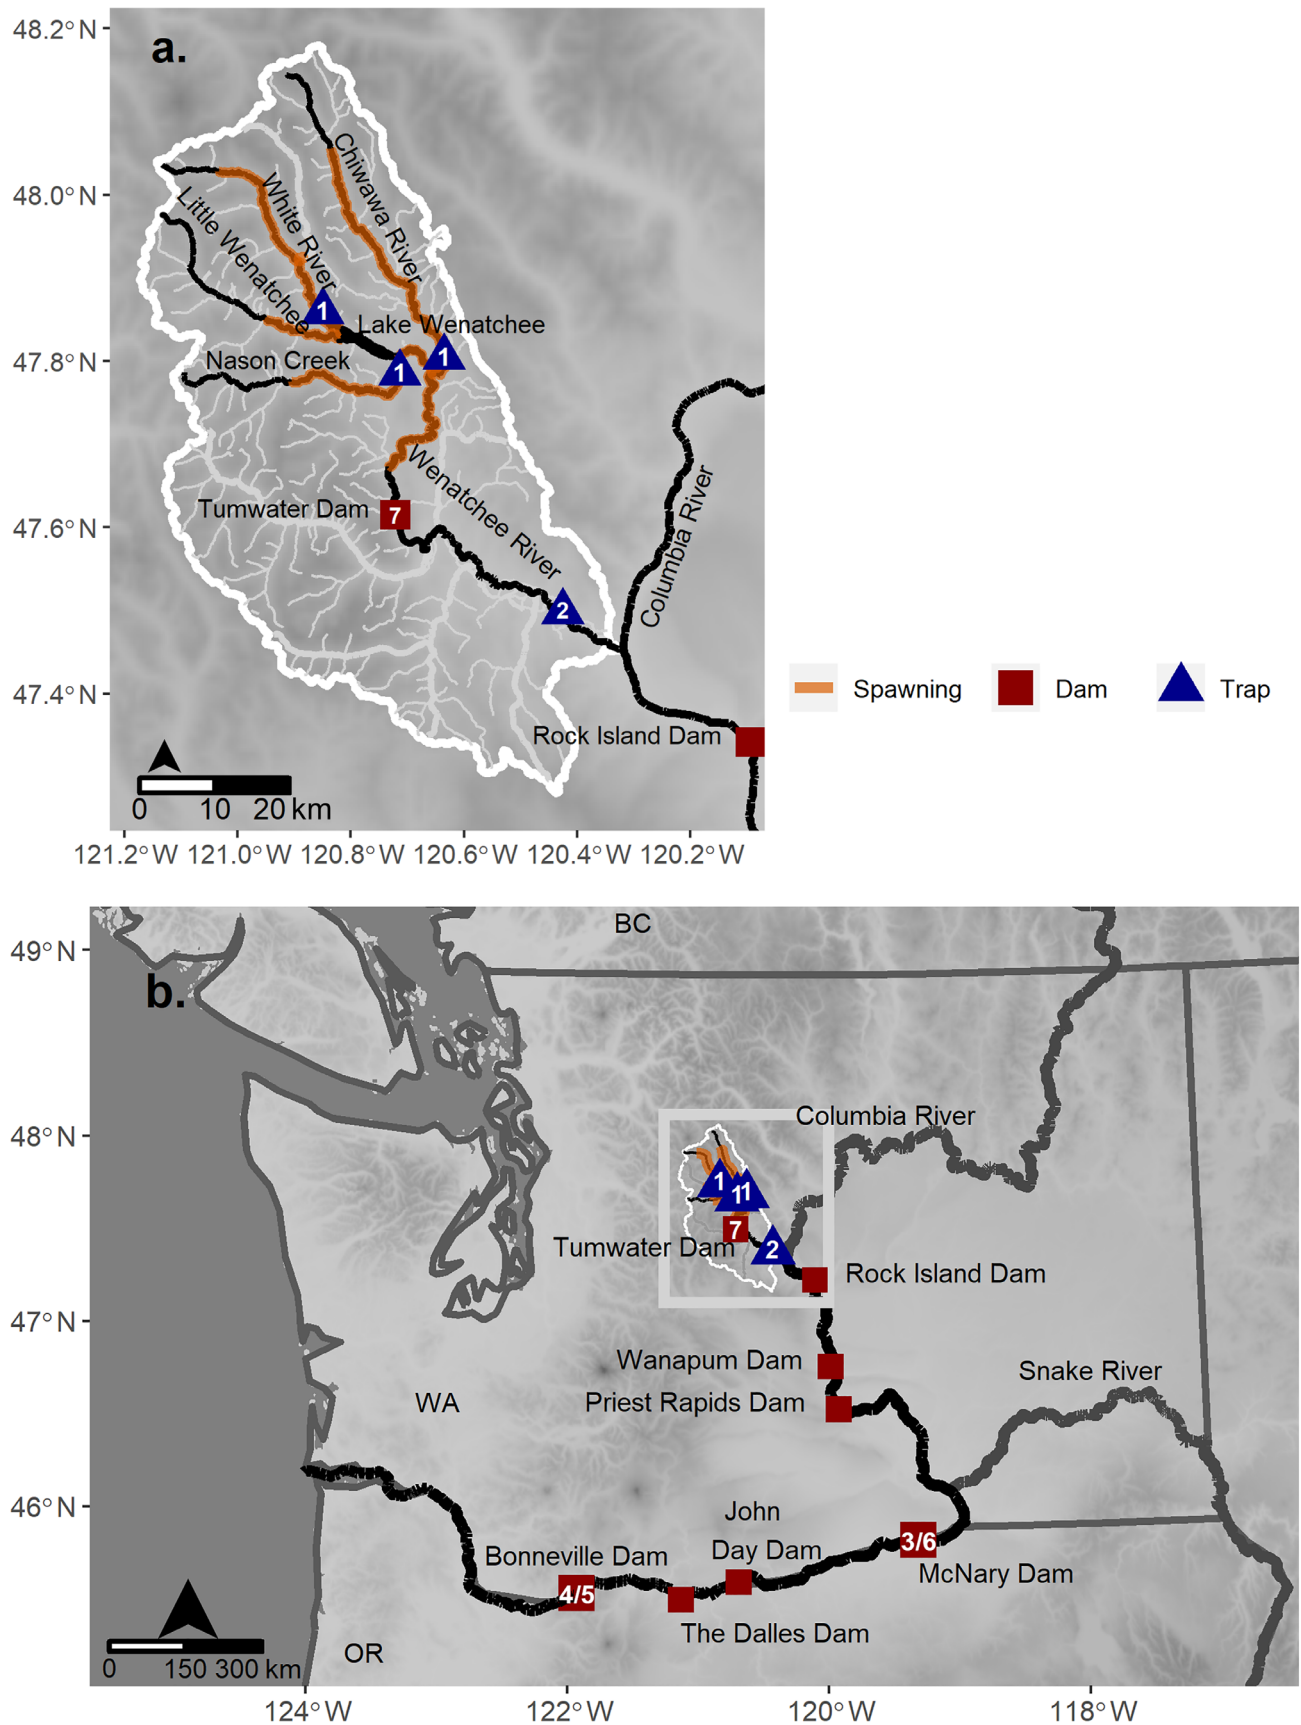 48.2°N
a.
Chiwawa River
48.0°N
White River
Little Wenatchee
1
Lake Wenatchee
47.8°N
Nason Creek
1
1
Wenatchee River
Tumwater Dam
7
47.6°N
Columbia River
2
47.4°N
Rock Island Dam
0 10 20 km
121.2°W 121.0°W 120.8°W 120.6°W 120.4°W 120.2°W
Spawning Dam Trap
BC
49°N
b.
48°N
Columbia River
1
1
1
7
Tumwater Dam
2
Rock Island Dam
47°N
Wanapum Dam
Snake River
Priest Rapids Dam
WA
46°N
John
Day Dam
3/6
Bonneville Dam
McNary Dam
4/5
The Dalles Dam
OR
0 150 300 km
124°W 122°W 120°W 118°W